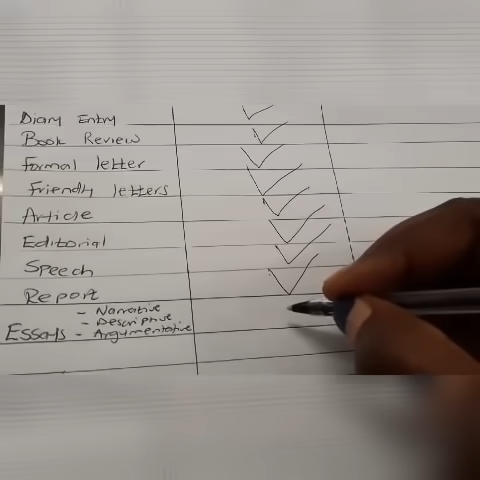 Diary Entry
Book Review
Formal letter
Friendly letters
Article
Editorial
Speech
Report
- Narrative
- Descriptive
Essays - Argumentative